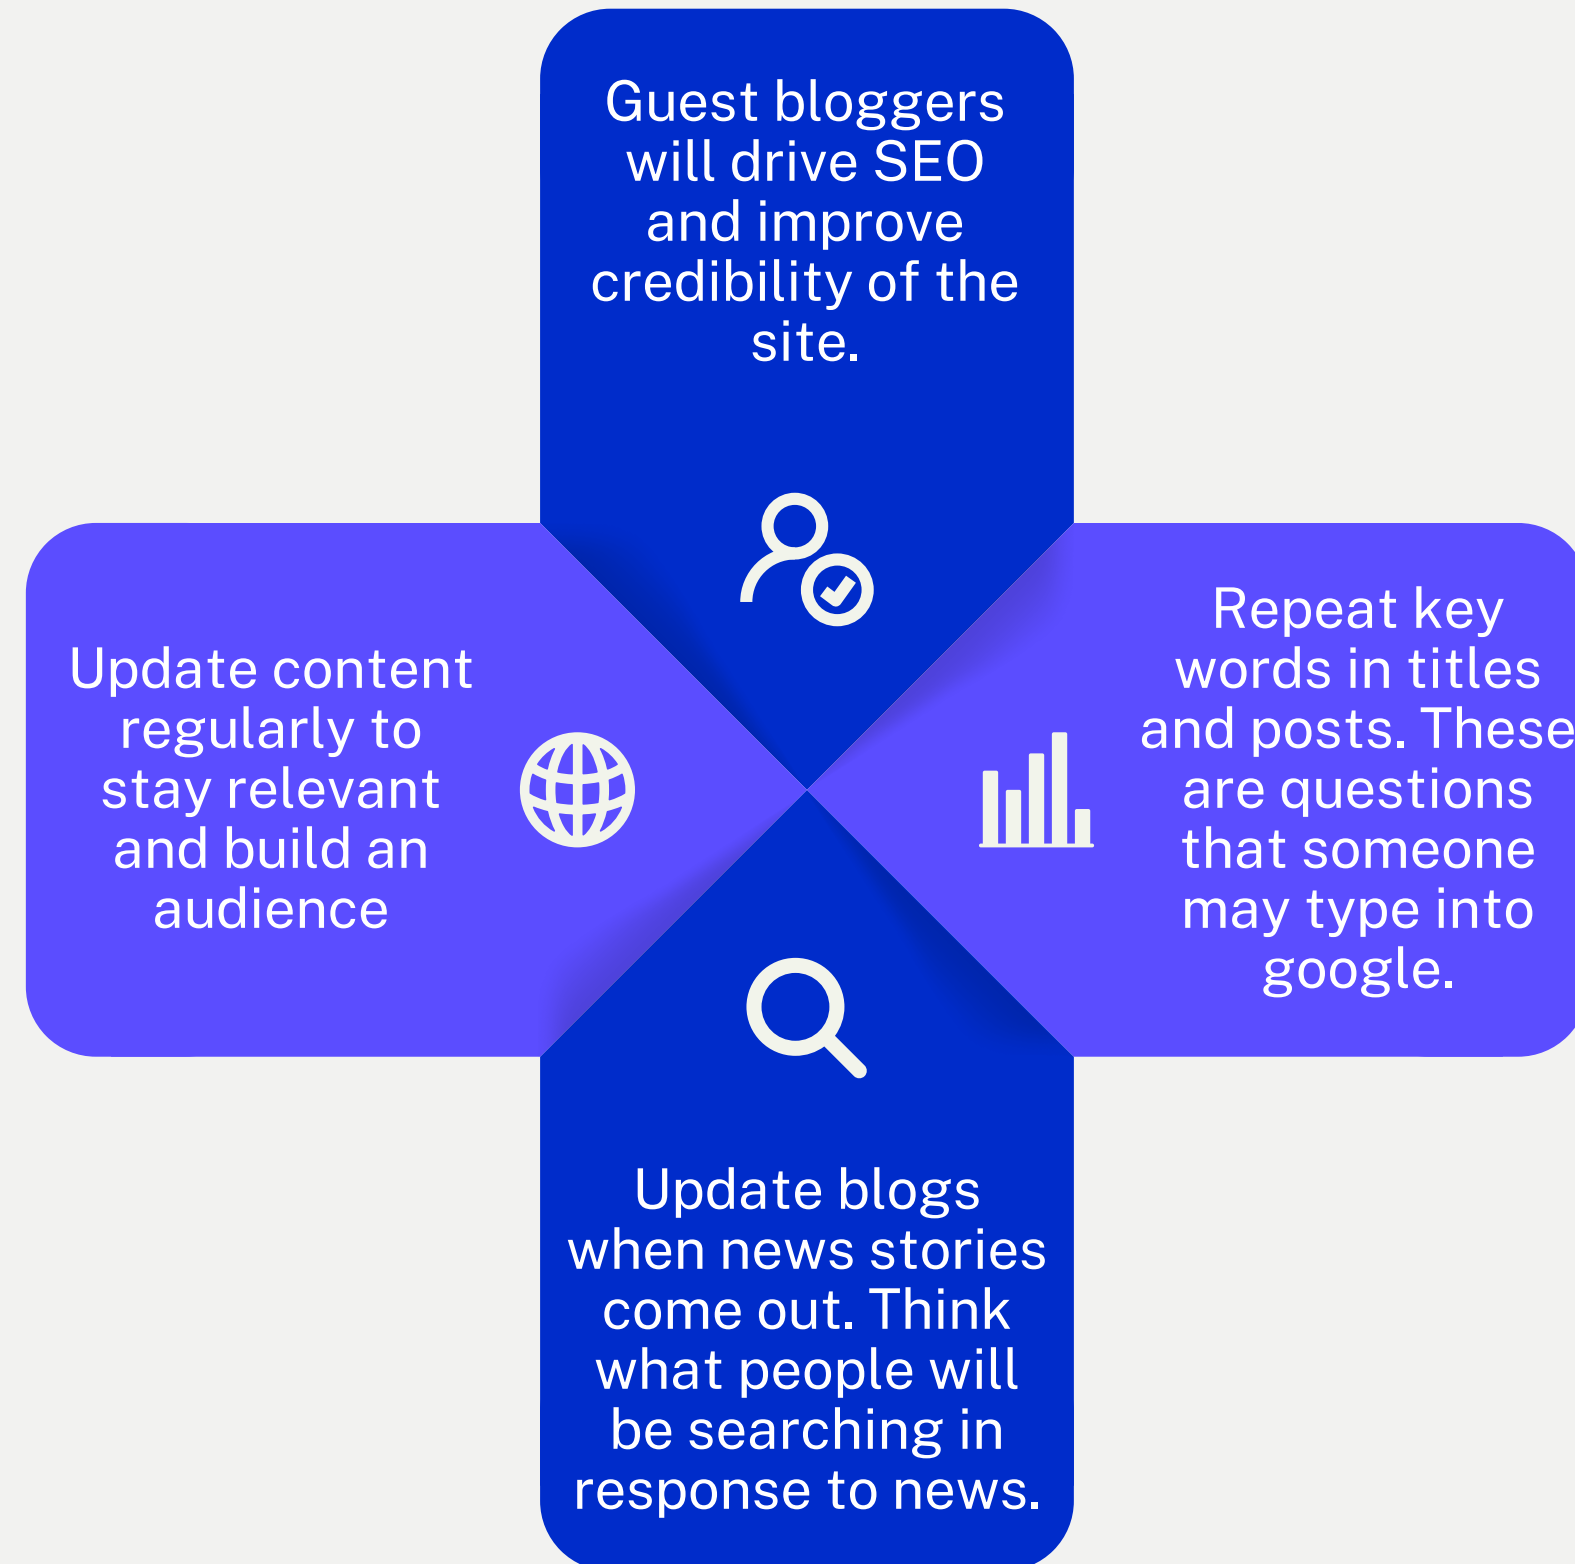 Guest bloggers
will drive SEO
and improve
credibility of the
site.
Update content
regularly to
stay relevant
and build an
audience
Repeat key
words in titles
and posts. These
are questions
that someone
may type into
google.
Update blogs
when news stories
come out. Think
what people will
be searching in
response to news.